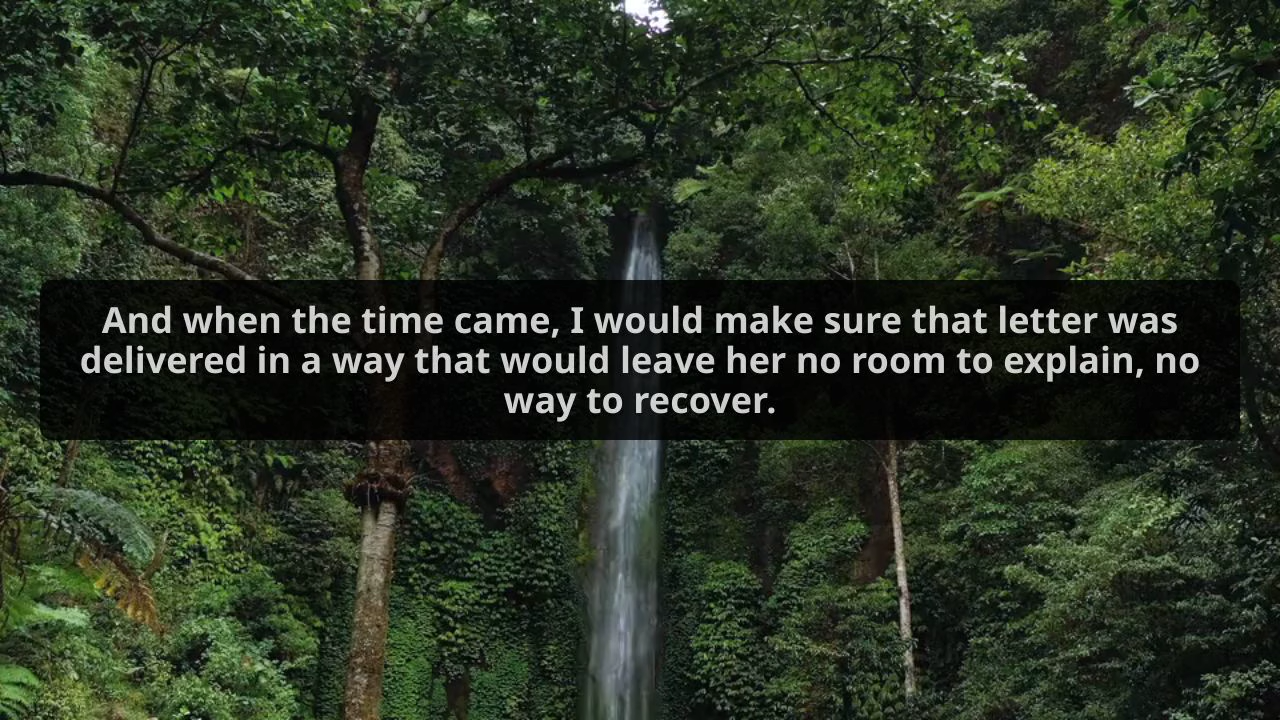 And when the time came, I would make sure that letter was
delivered in a way that would leave her no room to explain, no
way to recover.